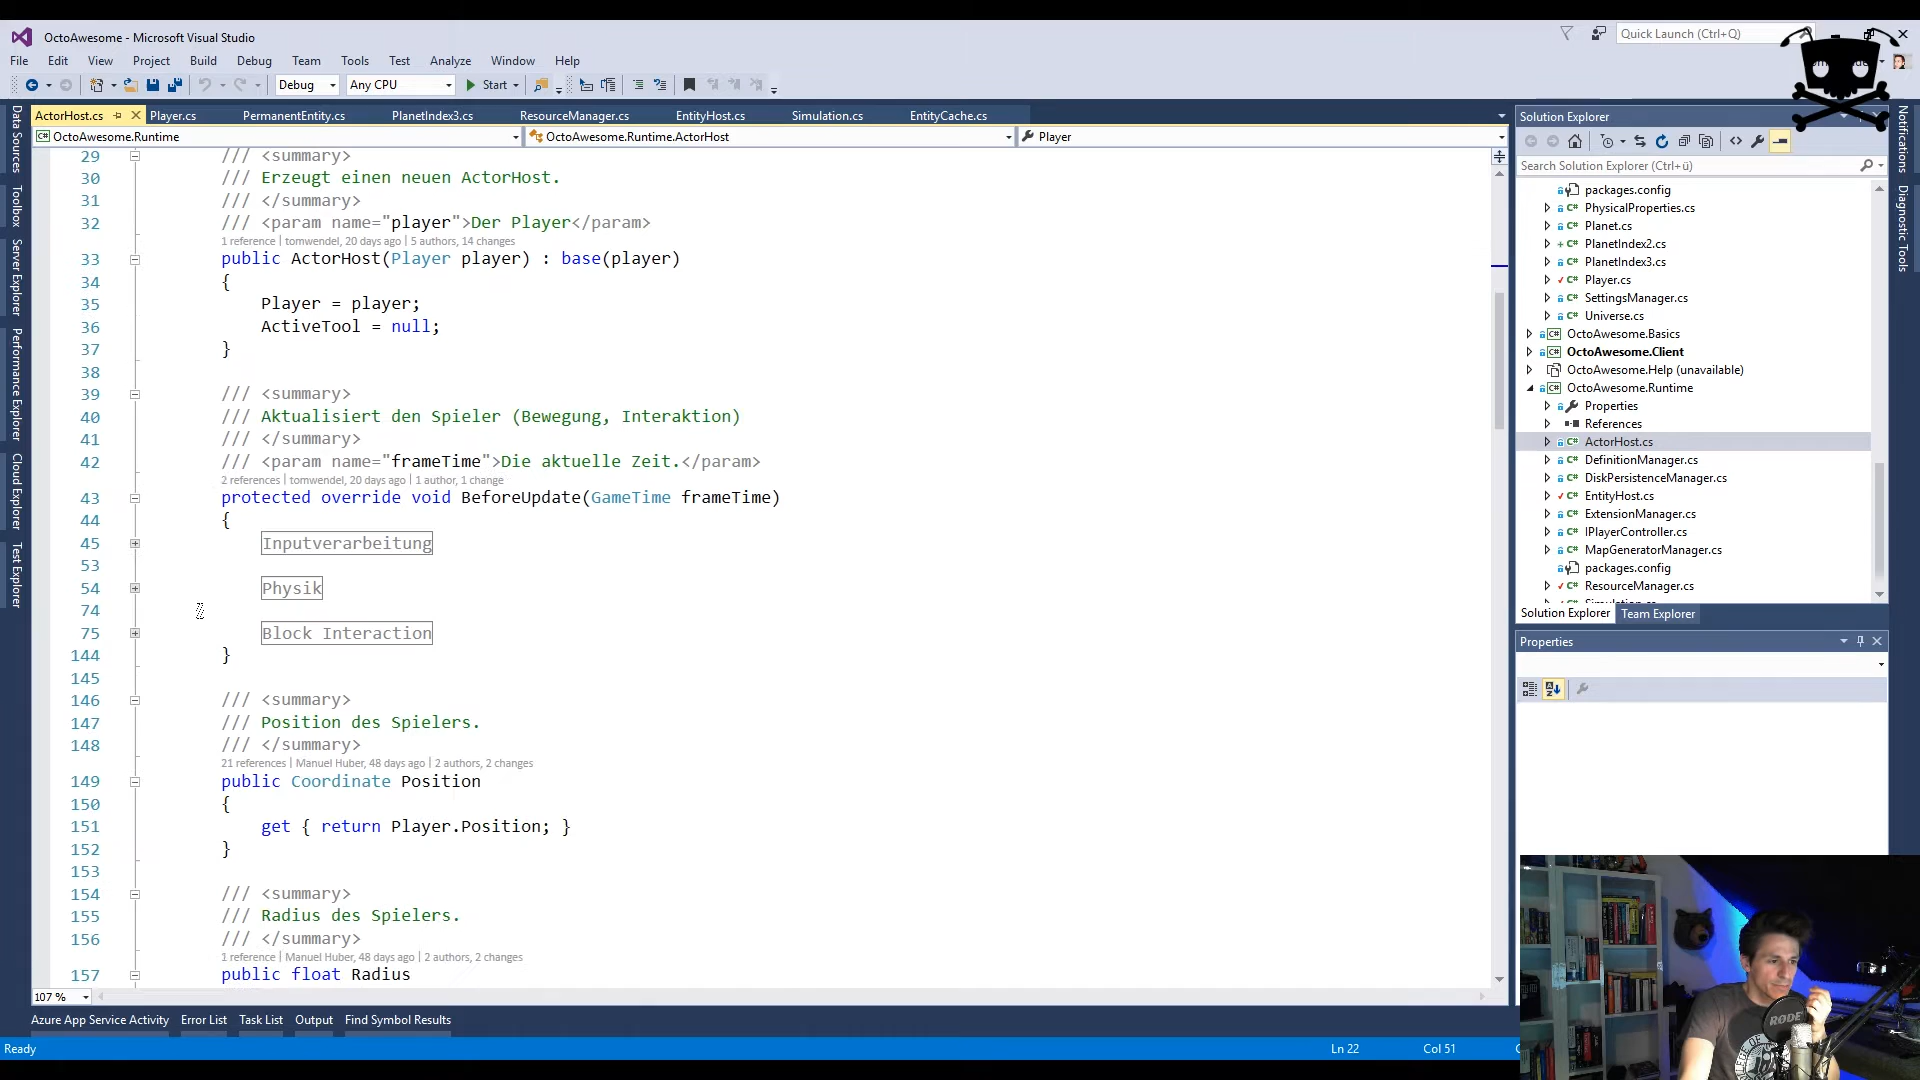 OctoAwesome - Microsoft Visual Studio
Quick Launch (Ctrl+Q)
File Edit View Project Build Debug Team Tools Test Analyze Window Help
Debug Any CPU Start
ActorHost.cs Player.cs PermanentEntity.cs PlanetIndex3.cs ResourceManager.cs EntityHost.cs Simulation.cs EntityCache.cs
OctoAwesome.Runtime OctoAwesome.Runtime.ActorHost Player
29 /// <summary>
30 /// Erzeugt einen neuen ActorHost.
31 /// </summary>
32 /// <param name="player">Der Player</param>
1 reference | tomwendel, 20 days ago | 5 authors, 14 changes
33 public ActorHost(Player player) : base(player)
34 {
35 Player = player;
36 ActiveTool = null;
37 }
38
39 /// <summary>
40 /// Aktualisiert den Spieler (Bewegung, Interaktion)
41 /// </summary>
42 /// <param name="frameTime">Die aktuelle Zeit.</param>
2 references | tomwendel, 20 days ago | 1 author, 1 change
43 protected override void BeforeUpdate(GameTime frameTime)
44 {
45 Inputverarbeitung
53
54 Physik
74
75 Block Interaction
144 }
145
146 /// <summary>
147 /// Position des Spielers.
148 /// </summary>
21 references | Manuel Huber, 48 days ago | 2 authors, 2 changes
149 public Coordinate Position
150 {
151 get { return Player.Position; }
152 }
153
154 /// <summary>
155 /// Radius des Spielers.
156 /// </summary>
1 reference | Manuel Huber, 48 days ago | 2 authors, 2 changes
157 public float Radius
107 %
Azure App Service Activity Error List Task List Output Find Symbol Results
Ready Ln 22 Col 51
Data Sources
Toolbox
Server Explorer
Performance Explorer
Cloud Explorer
Test Explorer
Solution Explorer
Search Solution Explorer (Ctrl+ü)
packages.config
PhysicalProperties.cs
Planet.cs
PlanetIndex2.cs
PlanetIndex3.cs
Player.cs
SettingsManager.cs
Universe.cs
OctoAwesome.Basics
OctoAwesome.Client
OctoAwesome.Help (unavailable)
OctoAwesome.Runtime
Properties
References
ActorHost.cs
DefinitionManager.cs
DiskPersistenceManager.cs
EntityHost.cs
ExtensionManager.cs
IPlayerController.cs
MapGeneratorManager.cs
packages.config
ResourceManager.cs
Solution Explorer Team Explorer
Properties
Notifications
Diagnostic Tools
RØDE